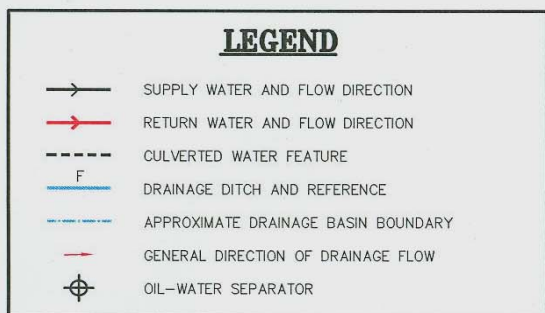 LEGEND
SUPPLY WATER AND FLOW DIRECTION
RETURN WATER AND FLOW DIRECTION
CULVERTED WATER FEATURE
F
DRAINAGE DITCH AND REFERENCE
APPROXIMATE DRAINAGE BASIN BOUNDARY
GENERAL DIRECTION OF DRAINAGE FLOW
OIL-WATER SEPARATOR